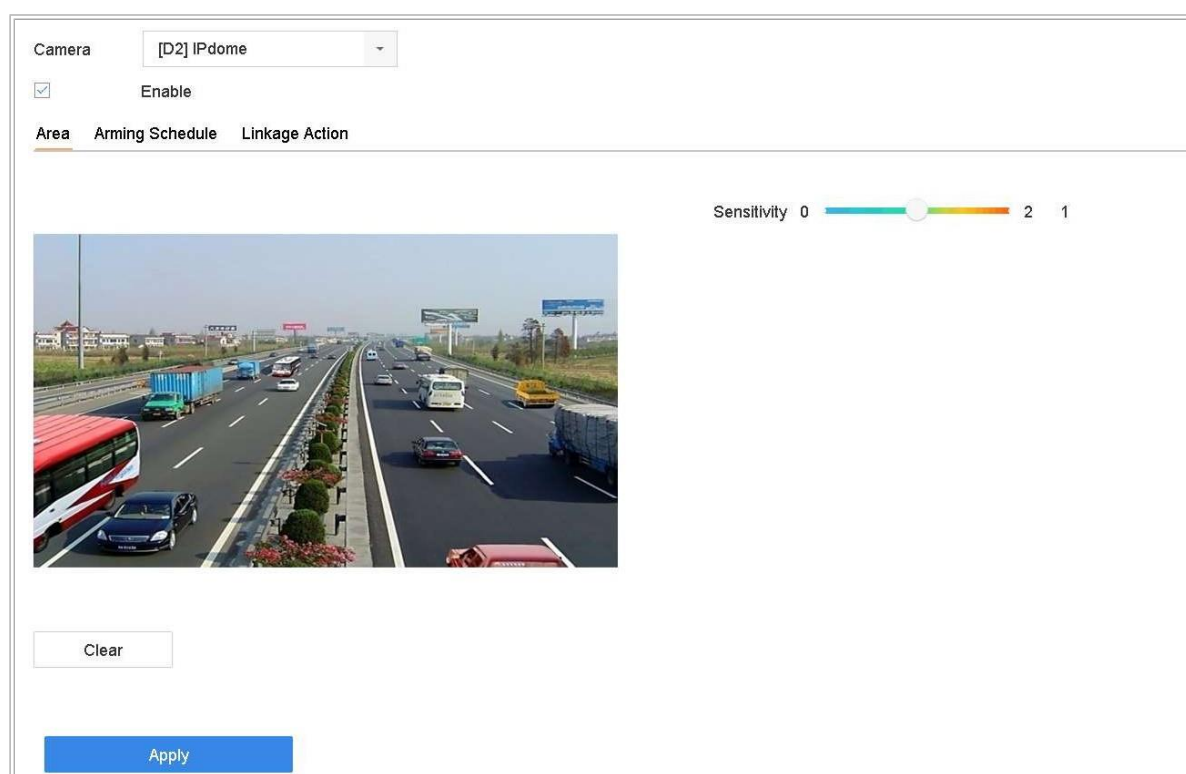 Camera [D2] IPdome
Enable
Area Arming Schedule Linkage Action
Sensitivity 0 2 1
Clear
Apply